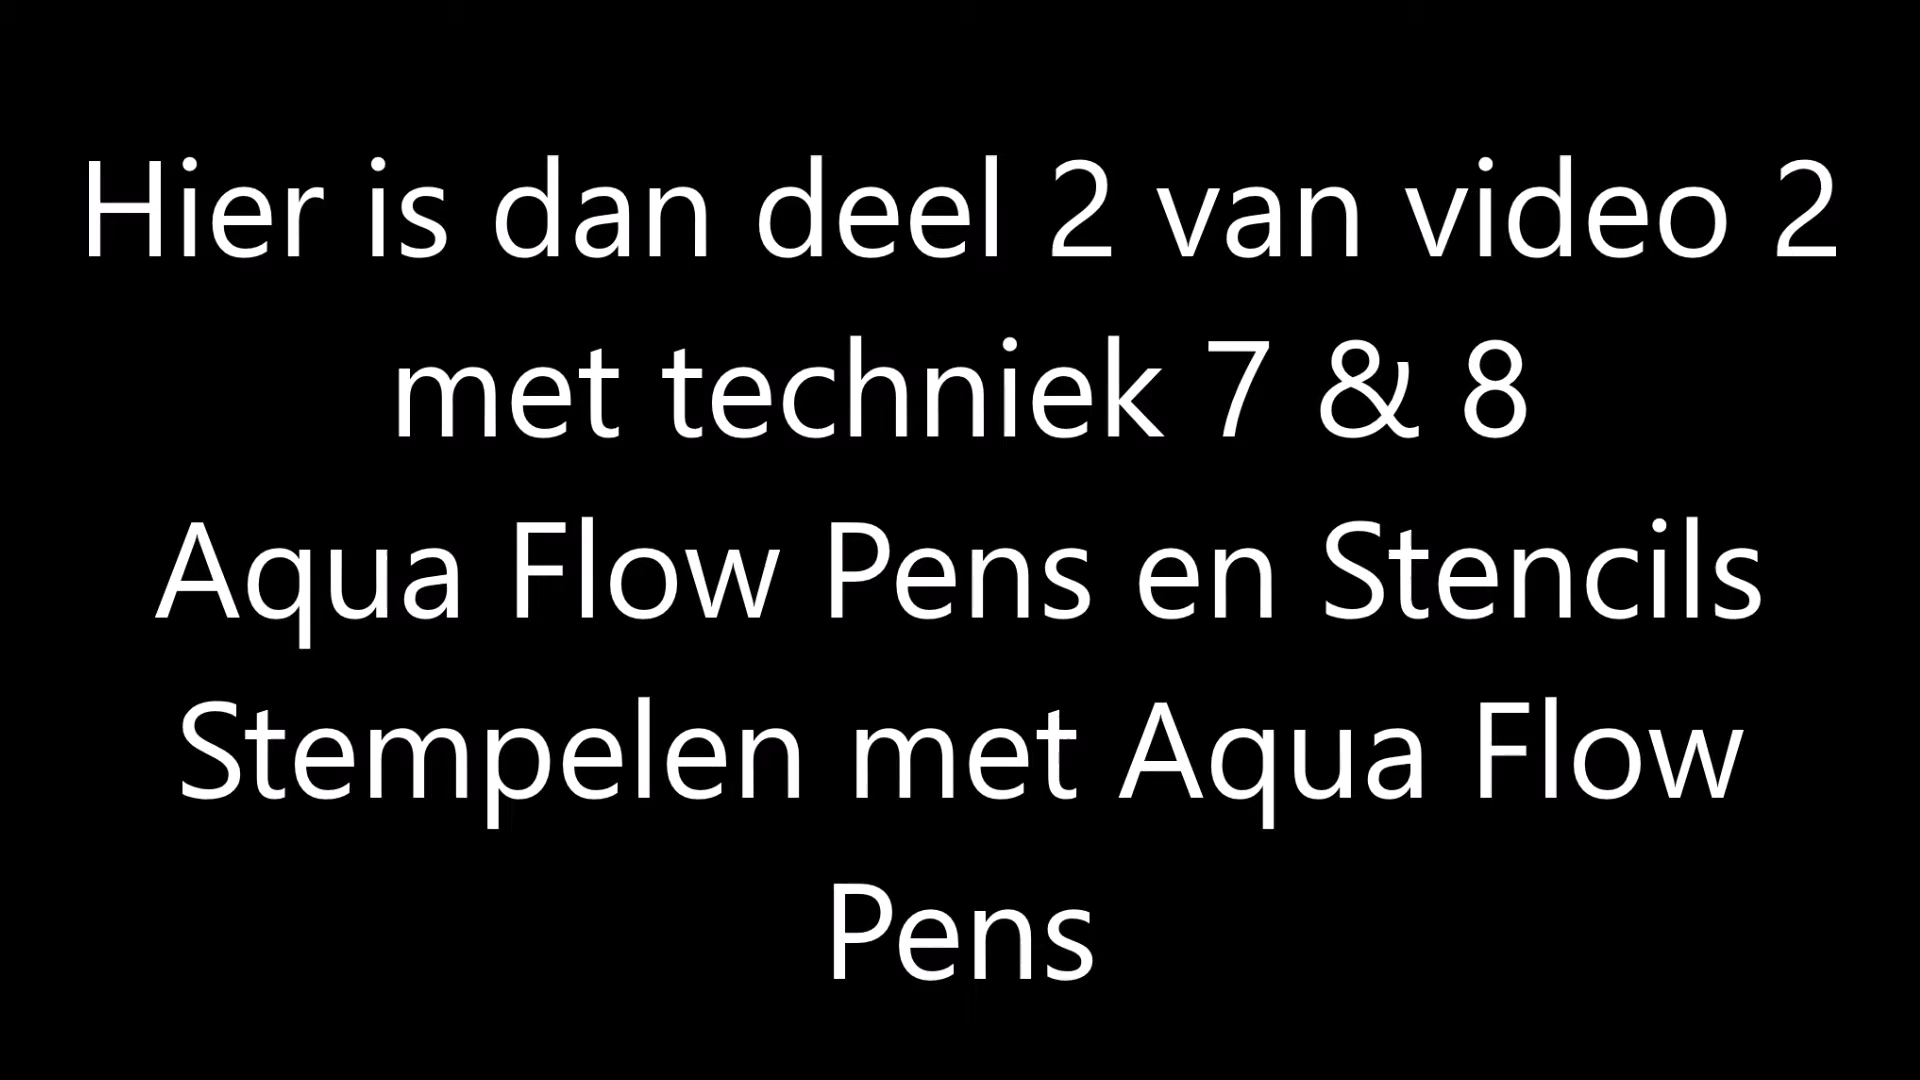 Hier is dan deel 2 van video 2
met techniek 7 & 8
Aqua Flow Pens en Stencils
Stempelen met Aqua Flow
Pens